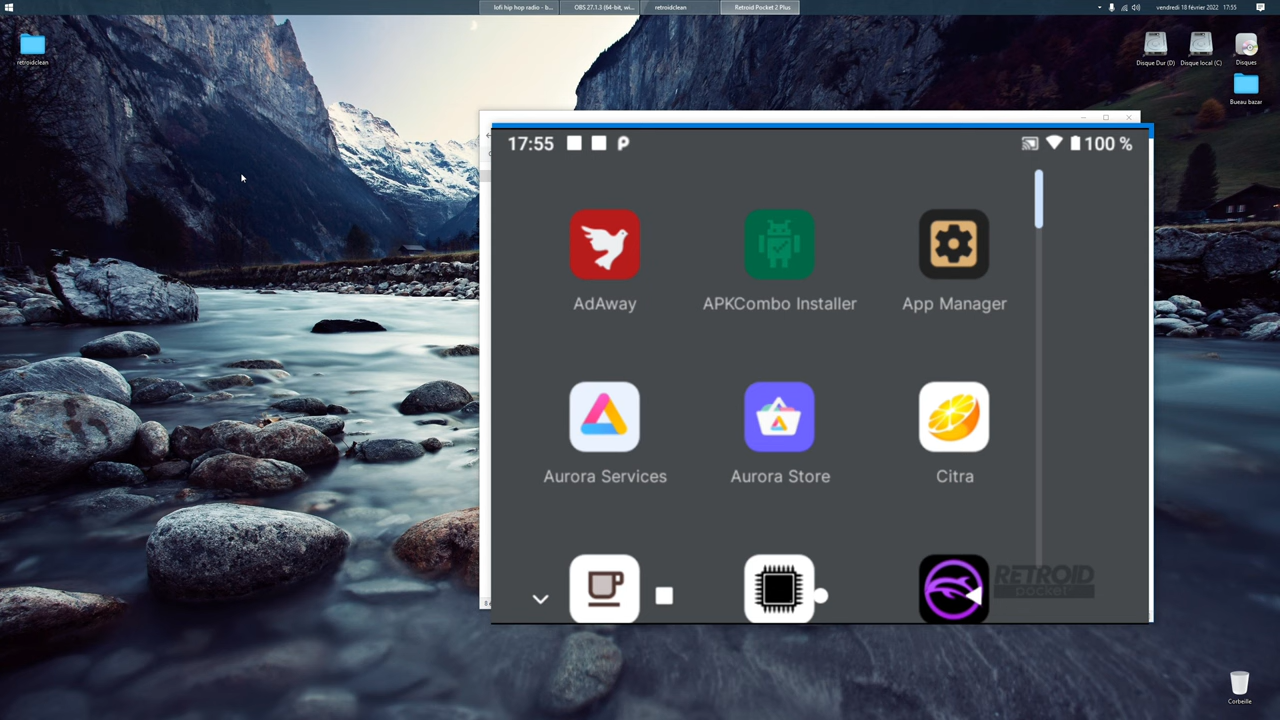 lofi hip hop radio - b...
OBS 27.1.3 (64-bit, wi...
retroidclean
Retroid Pocket 2 Plus
vendredi 18 février 2022
17:55
retroidclean
Disque Dur (D)
Disque local (C)
Disques
Bueau bazar
17:55
100 %
AdAway
APKCombo Installer
App Manager
Aurora Services
Aurora Store
Citra
RETROID
pocket
Corbeille